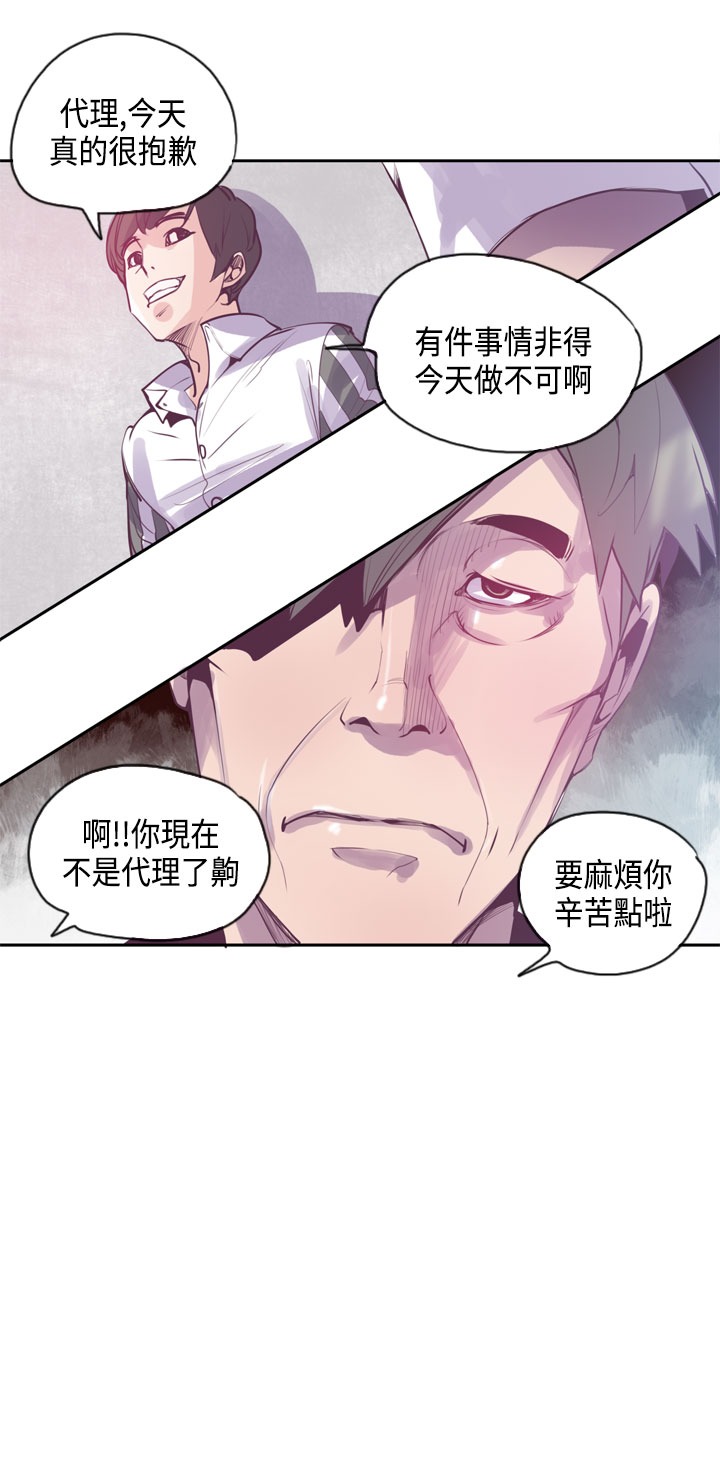 代理,今天
真的很抱歉
有件事情非得
今天做不可啊
啊!!你現在
不是代理了齁
要麻煩你
辛苦點啦